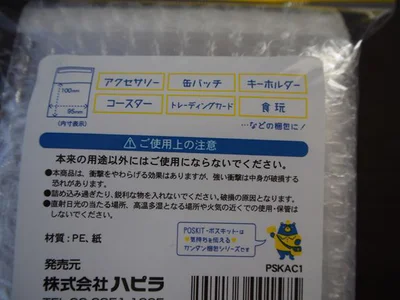 アクセサリー 缶バッチ キーホルダー
100mm
95mm
コースター トレーディングカード 食玩
(内寸表示)
…などの梱包に!
⚠ご使用上の注意
本来の用途以外にはご使用にならないでください。
●本商品は、衝撃をやわらげる効果はありますが、強い衝撃は中身が破損する
恐れがあります。
●詰め込み過ぎたり、鋭利な物を入れないでください。破損の原因となります。
●直射日光の当たる場所、高温多湿となる場所や火気の近くでの使用・保管は
しないでください。
材質:PE、紙
POSKIT-ポスキットは
気持ちを伝える
カンタン梱包シリーズです
PSKAC1
発売元
株式会社ハピラ